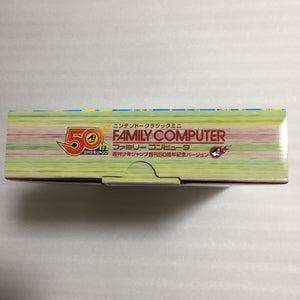 50th
ニンテンドークラシックミニ
FAMILY COMPUTER
ファミリーコンピュータ
週刊少年ジャンプ創刊50周年記念バージョン